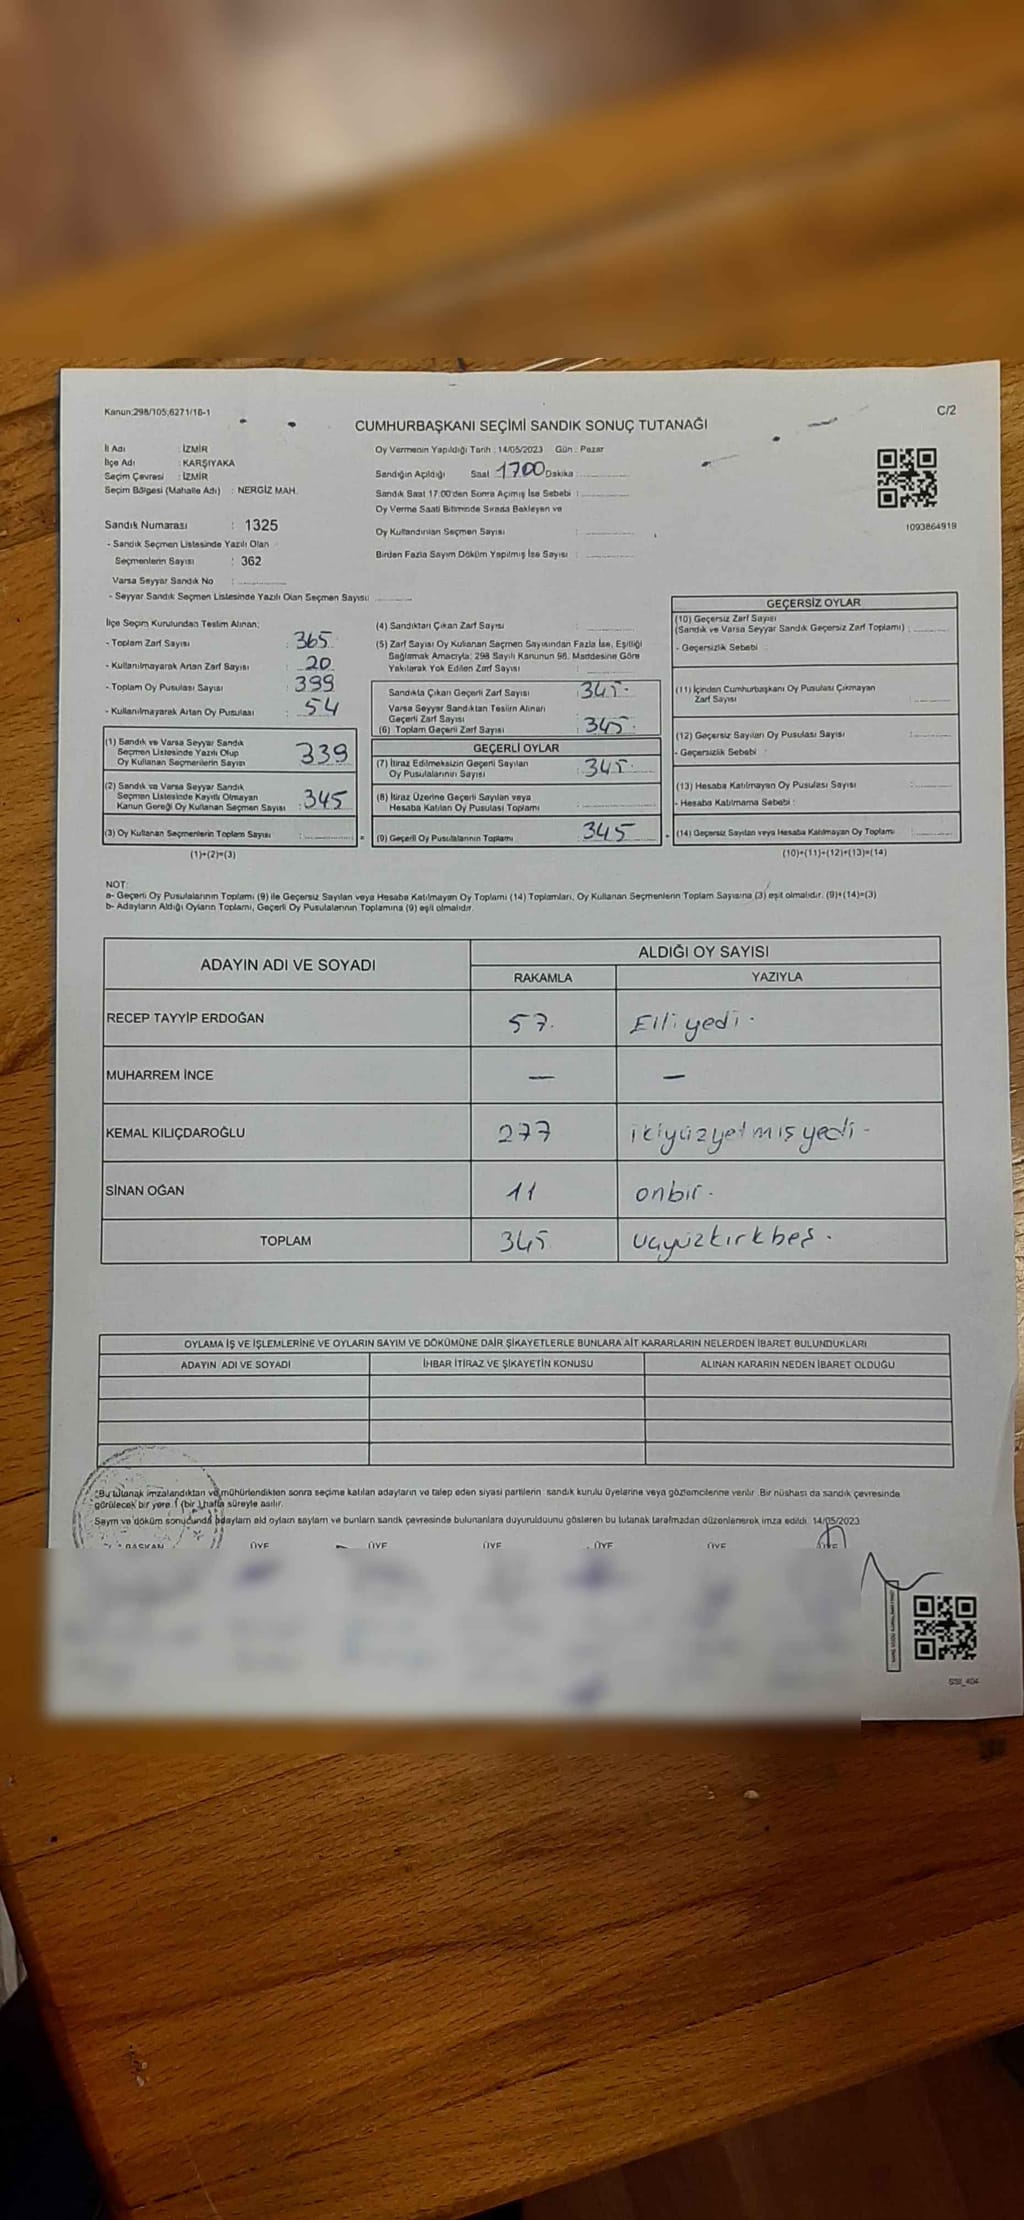 Kanun:298/105;6271/16-1
C/2
CUMHURBAŞKANI SEÇİMİ SANDIK SONUÇ TUTANAĞI
İl Adı : İZMİR
İlçe Adı : KARŞIYAKA
Seçim Çevresi : İZMİR
Seçim Bölgesi (Mahalle Adı) : NERGİZ MAH.
Oy Vermenin Yapıldığı Tarih : 14/05/2023 Gün : Pazar
Sandığın Açıldığı Saat 1700 Dakika
Sandık Saat 17.00'den Sonra Açılmış İse Sebebi :
Oy Verme Saati Bitiminde Sırada Bekleyen ve
Oy Kullandırılan Seçmen Sayısı :
Birden Fazla Sayım Döküm Yapılmış İse Sayısı :
1093864919
Sandık Numarası : 1325
- Sandık Seçmen Listesinde Yazılı Olan
Seçmenlerin Sayısı : 362
Varsa Seyyar Sandık No :
- Seyyar Sandık Seçmen Listesinde Yazılı Olan Seçmen Sayısı:
İlçe Seçim Kurulundan Teslim Alınan;
- Toplam Zarf Sayısı : 365
- Kullanılmayarak Artan Zarf Sayısı : 20
- Toplam Oy Pusulası Sayısı : 399
- Kullanılmayarak Artan Oy Pusulası : 54
(1) Sandık ve Varsa Seyyar Sandık
Seçmen Listesinde Yazılı Olup
Oy Kullanan Seçmenlerin Sayısı 339
(2) Sandık ve Varsa Seyyar Sandık
Seçmen Listesinde Kayıtlı Olmayan
Kanun Gereği Oy Kullanan Seçmen Sayısı : 345
(3) Oy Kullanan Seçmenlerin Toplam Sayısı :
(1)+(2)=(3)
(4) Sandıktan Çıkan Zarf Sayısı :
(5) Zarf Sayısı Oy Kullanan Seçmen Sayısından Fazla İse, Eşitliği
Sağlamak Amacıyla; 298 Sayılı Kanunun 98. Maddesine Göre
Yakılarak Yok Edilen Zarf Sayısı :
Sandıkta Çıkan Geçerli Zarf Sayısı : 345.
Varsa Seyyar Sandıktan Teslim Alınan
Geçerli Zarf Sayısı
(6) Toplam Geçerli Zarf Sayısı : 345
GEÇERLİ OYLAR
(7) İtiraz Edilmeksizin Geçerli Sayılan
Oy Pusulalarının Sayısı : 345
(8) İtiraz Üzerine Geçerli Sayılan veya
Hesaba Katılan Oy Pusulası Toplamı :
(9) Geçerli Oy Pusulalarının Toplamı : 345
GEÇERSİZ OYLAR
(10) Geçersiz Zarf Sayısı
(Sandık ve Varsa Seyyar Sandık Geçersiz Zarf Toplamı) :
- Geçersizlik Sebebi :
(11) İçinden Cumhurbaşkanı Oy Pusulası Çıkmayan
Zarf Sayısı :
(12) Geçersiz Sayılan Oy Pusulası Sayısı :
- Geçersizlik Sebebi :
(13) Hesaba Katılmayan Oy Pusulası Sayısı :
- Hesaba Katılmama Sebebi :
(14) Geçersiz Sayılan veya Hesaba Katılmayan Oy Toplamı :
(10)+(11)+(12)+(13)=(14)
NOT:
a- Geçerli Oy Pusulalarının Toplamı (9) ile Geçersiz Sayılan veya Hesaba Katılmayan Oy Toplamı (14) Toplamları, Oy Kullanan Seçmenlerin Toplam Sayısına (3) eşit olmalıdır. (9)+(14)=(3)
b- Adayların Aldığı Oyların Toplamı, Geçerli Oy Pusulalarının Toplamına (9) eşit olmalıdır.
ADAYIN ADI VE SOYADI
ALDIĞI OY SAYISI
RAKAMLA YAZIYLA
RECEP TAYYİP ERDOĞAN 57. Elliyedi.
MUHARREM İNCE — —
KEMAL KILIÇDAROĞLU 277 ikiyüzyetmişyedi-
SİNAN OĞAN 11 onbir.
TOPLAM 345 üçyüzkırkbeş.
OYLAMA İŞ VE İŞLEMLERİNE VE OYLARIN SAYIM VE DÖKÜMÜNE DAİR ŞİKAYETLERLE BUNLARA AİT KARARLARIN NELERDEN İBARET BULUNDUKLARI
ADAYIN ADI VE SOYADI İHBAR İTİRAZ VE ŞİKAYETİN KONUSU ALINAN KARARIN NEDEN İBARET OLDUĞU
*Bu tutanak imzalandıktan ve mühürlendikten sonra seçime katılan adayların ve talep eden siyasi partilerin sandık kurulu üyelerine veya gözlemcilerine verilir. Bir nüshası da sandık çevresinde
görülecek bir yere 1 (bir) hafta süreyle asılır.
Sayım ve döküm sonucunda adayların ald oyların sayıları ve bunların sandık çevresinde bulunanlara duyurulduunu gösteren bu tutanak tarafmzdan düzenlenerek imza edildi. 14/05/2023
BAŞKAN ÜYE ÜYE ÜYE ÜYE ÜYE ÜYE
SSI_404